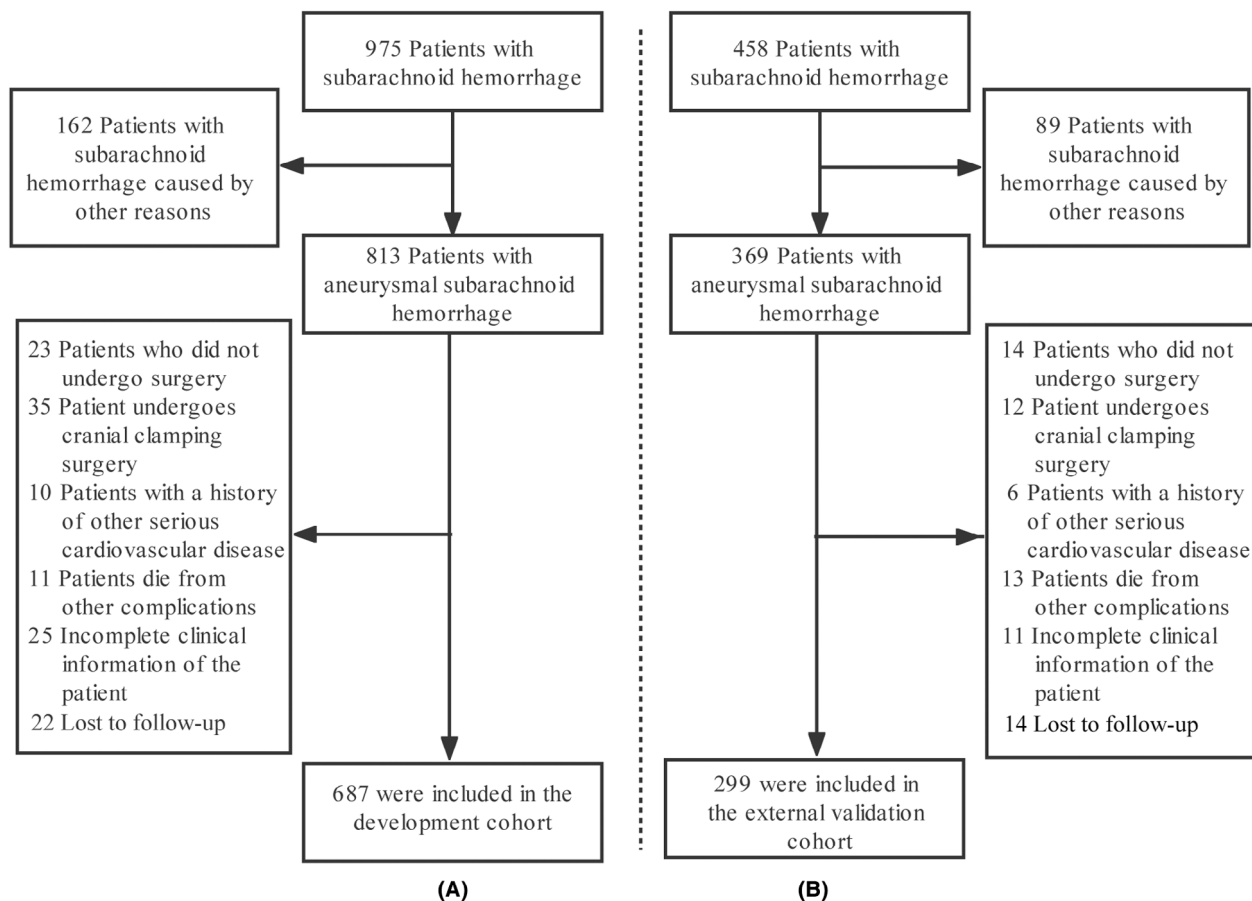 975 Patients with
subarachnoid hemorrhage
162 Patients with
subarachnoid
hemorrhage caused by
other reasons
813 Patients with
aneurysmal subarachnoid
hemorrhage
23 Patients who did not
undergo surgery
35 Patient undergoes
cranial clamping
surgery
10 Patients with a history
of other serious
cardiovascular disease
11 Patients die from
other complications
25 Incomplete clinical
information of the
patient
22 Lost to follow-up
687 were included in the
development cohort
(A)
458 Patients with
subarachnoid hemorrhage
89 Patients with
subarachnoid
hemorrhage caused by
other reasons
369 Patients with
aneurysmal subarachnoid
hemorrhage
14 Patients who did not
undergo surgery
12 Patient undergoes
cranial clamping
surgery
6 Patients with a history
of other serious
cardiovascular disease
13 Patients die from
other complications
11 Incomplete clinical
information of the
patient
14 Lost to follow-up
299 were included in
the external validation
cohort
(B)